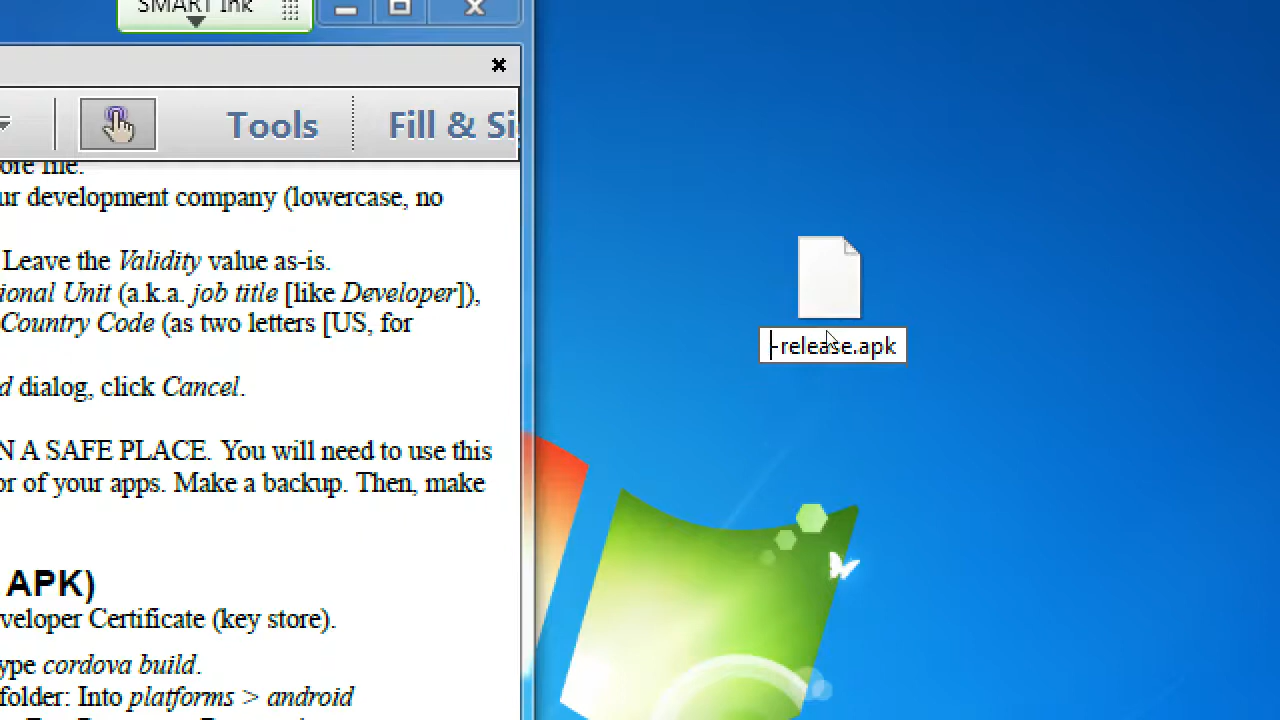 SMART Ink
Tools
Fill & Si
ore file.
ur development company (lowercase, no
Leave the Validity value as-is.
ional Unit (a.k.a. job title [like Developer]),
Country Code (as two letters [US, for
d dialog, click Cancel.
N A SAFE PLACE. You will need to use this
or of your apps. Make a backup. Then, make
APK)
veloper Certificate (key store).
ype cordova build.
folder: Into platforms > android
-release.apk